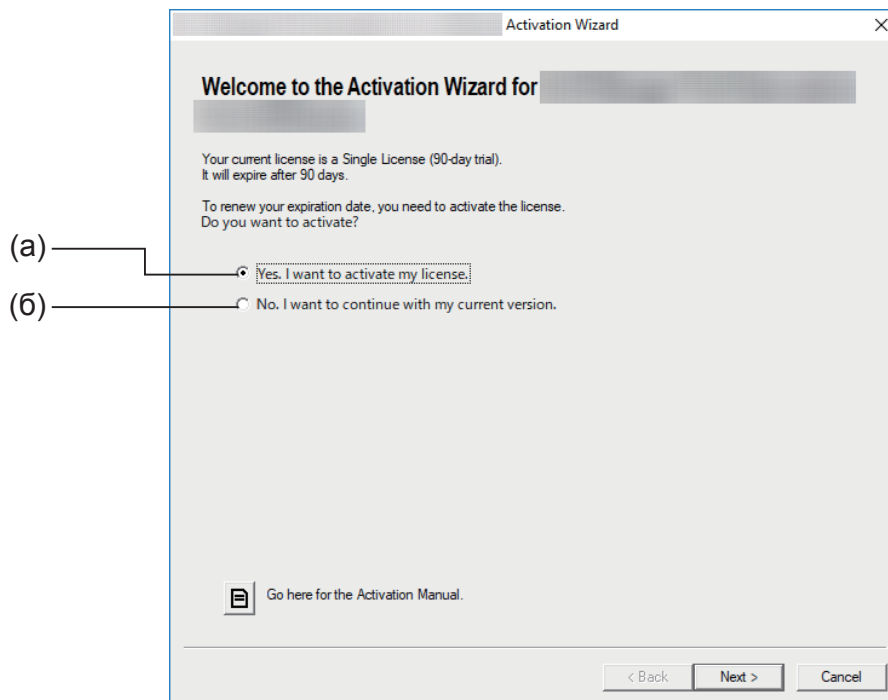 Activation Wizard
Welcome to the Activation Wizard for
Your current license is a Single License (90-day trial).
It will expire after 90 days.
To renew your expiration date, you need to activate the license.
Do you want to activate?
(а)
Yes. I want to activate my license.
(б)
No. I want to continue with my current version.
Go here for the Activation Manual.
< Back
Next >
Cancel